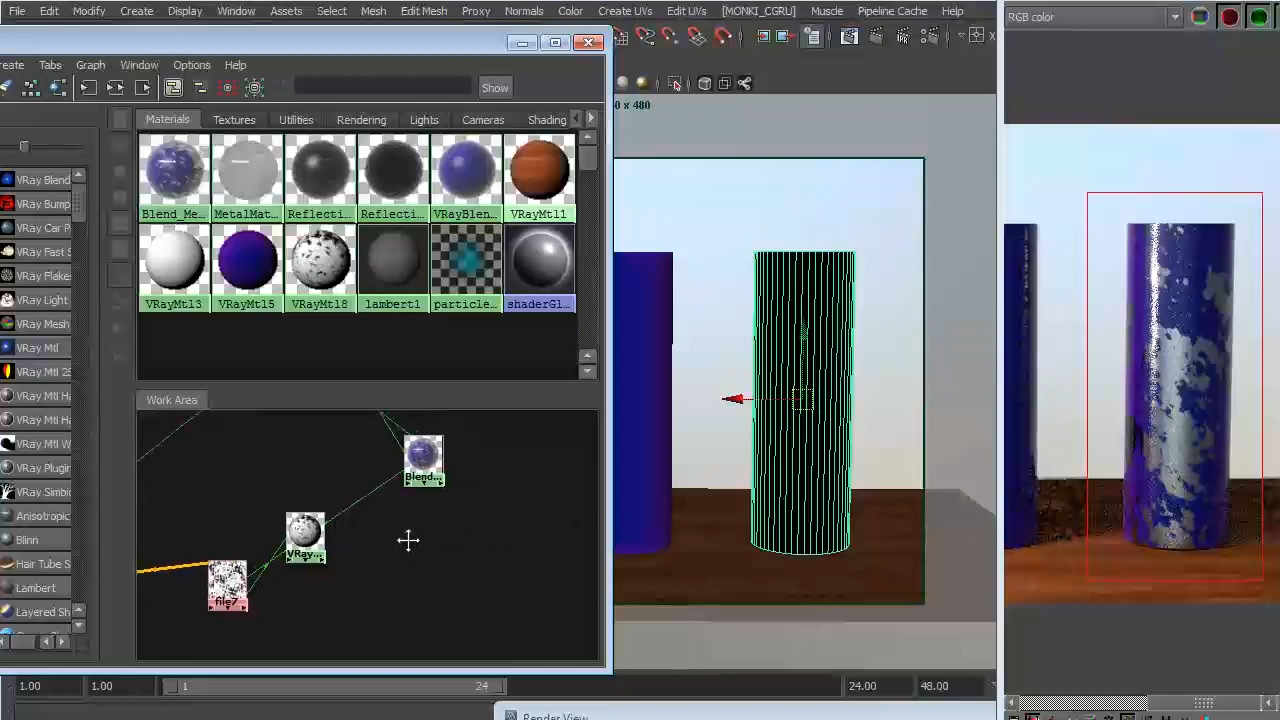 File Edit Modify Create Display Window Assets Select Mesh Edit Mesh Proxy Normals Color Create UVs Edit UVs [MONKI_CGRU] Muscle Pipeline Cache Help
RGB color
reate Tabs Graph Window Options Help
Show
0 x 480
Materials Textures Utilities Rendering Lights Cameras Shading
Blend_Me... MetalMat... Reflecti... Reflecti... VRayBlen... VRayMtl1
VRayMtl3 VRayMtl5 VRayMtl8 lambert1 particle... shaderGl...
VRay Blend
VRay Bump
VRay Car P
VRay Fast S
VRay Flakes
VRay Light
VRay Mesh
VRay Mtl
VRay Mtl 2S
VRay Mtl Ha
VRay Mtl Ha
VRay Mtl W
VRay Plugin
VRay Simbio
Anisotropic
Blinn
Hair Tube S
Lambert
Layered Sh
Work Area
Blend...
VRay...
file7
1.00 1.00 1 24 24.00 48.00
Render View